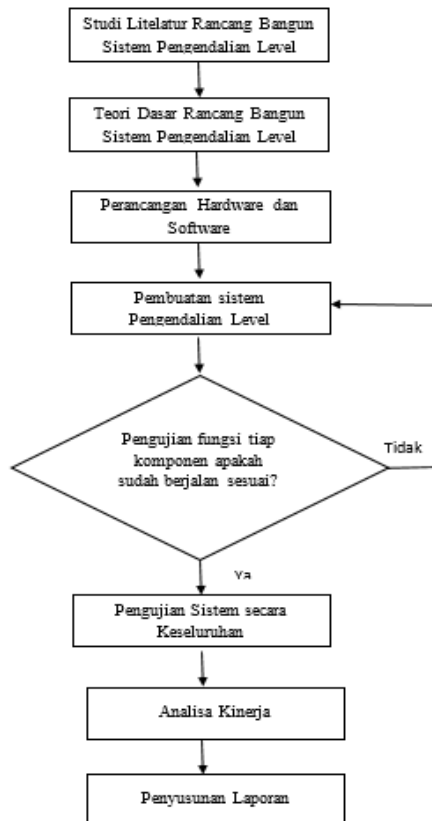 Studi Litelatur Rancang Bangun
Sistem Pengendalian Level
Teori Dasar Rancang Bangun
Sistem Pengendalian Level
Perancangan Hardware dan
Software
Pembuatan sistem
Pengendalian Level
Pengujian fungsi tiap
komponen apakah
sudah berjalan sesuai?
Tidak
Ya
Pengujian Sistem secara
Keseluruhan
Analisa Kinerja
Penyusunan Laporan